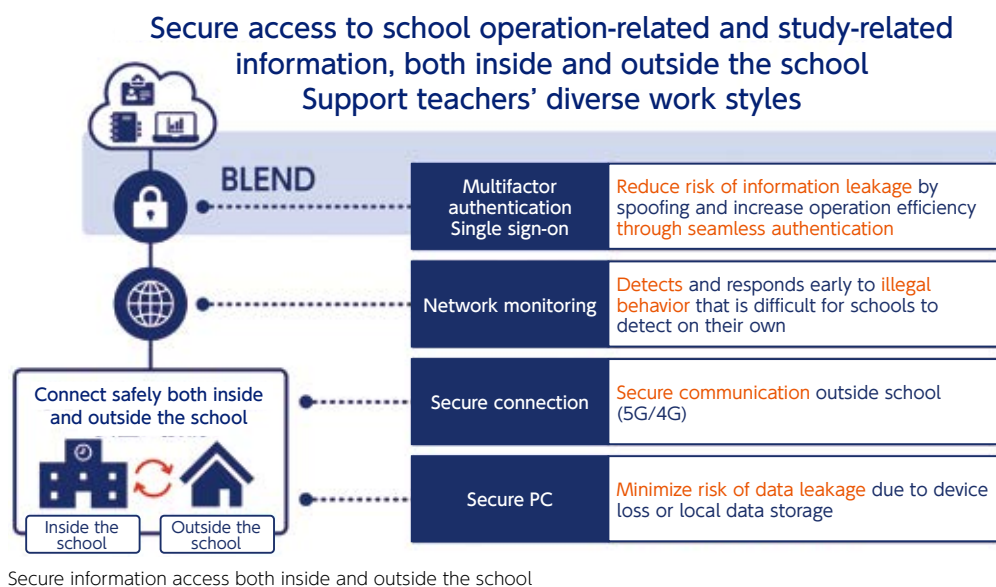 Secure access to school operation-related and study-related
information, both inside and outside the school
Support teachers’ diverse work styles
BLEND
Multifactor
authentication
Single sign-on
Reduce risk of information leakage by
spoofing and increase operation efficiency
through seamless authentication
Network monitoring
Detects and responds early to illegal
behavior that is difficult for schools to
detect on their own
Connect safely both inside
and outside the school
Inside the
school
Outside the
school
Secure connection
Secure communication outside school
(5G/4G)
Secure PC
Minimize risk of data leakage due to device
loss or local data storage
Secure information access both inside and outside the school